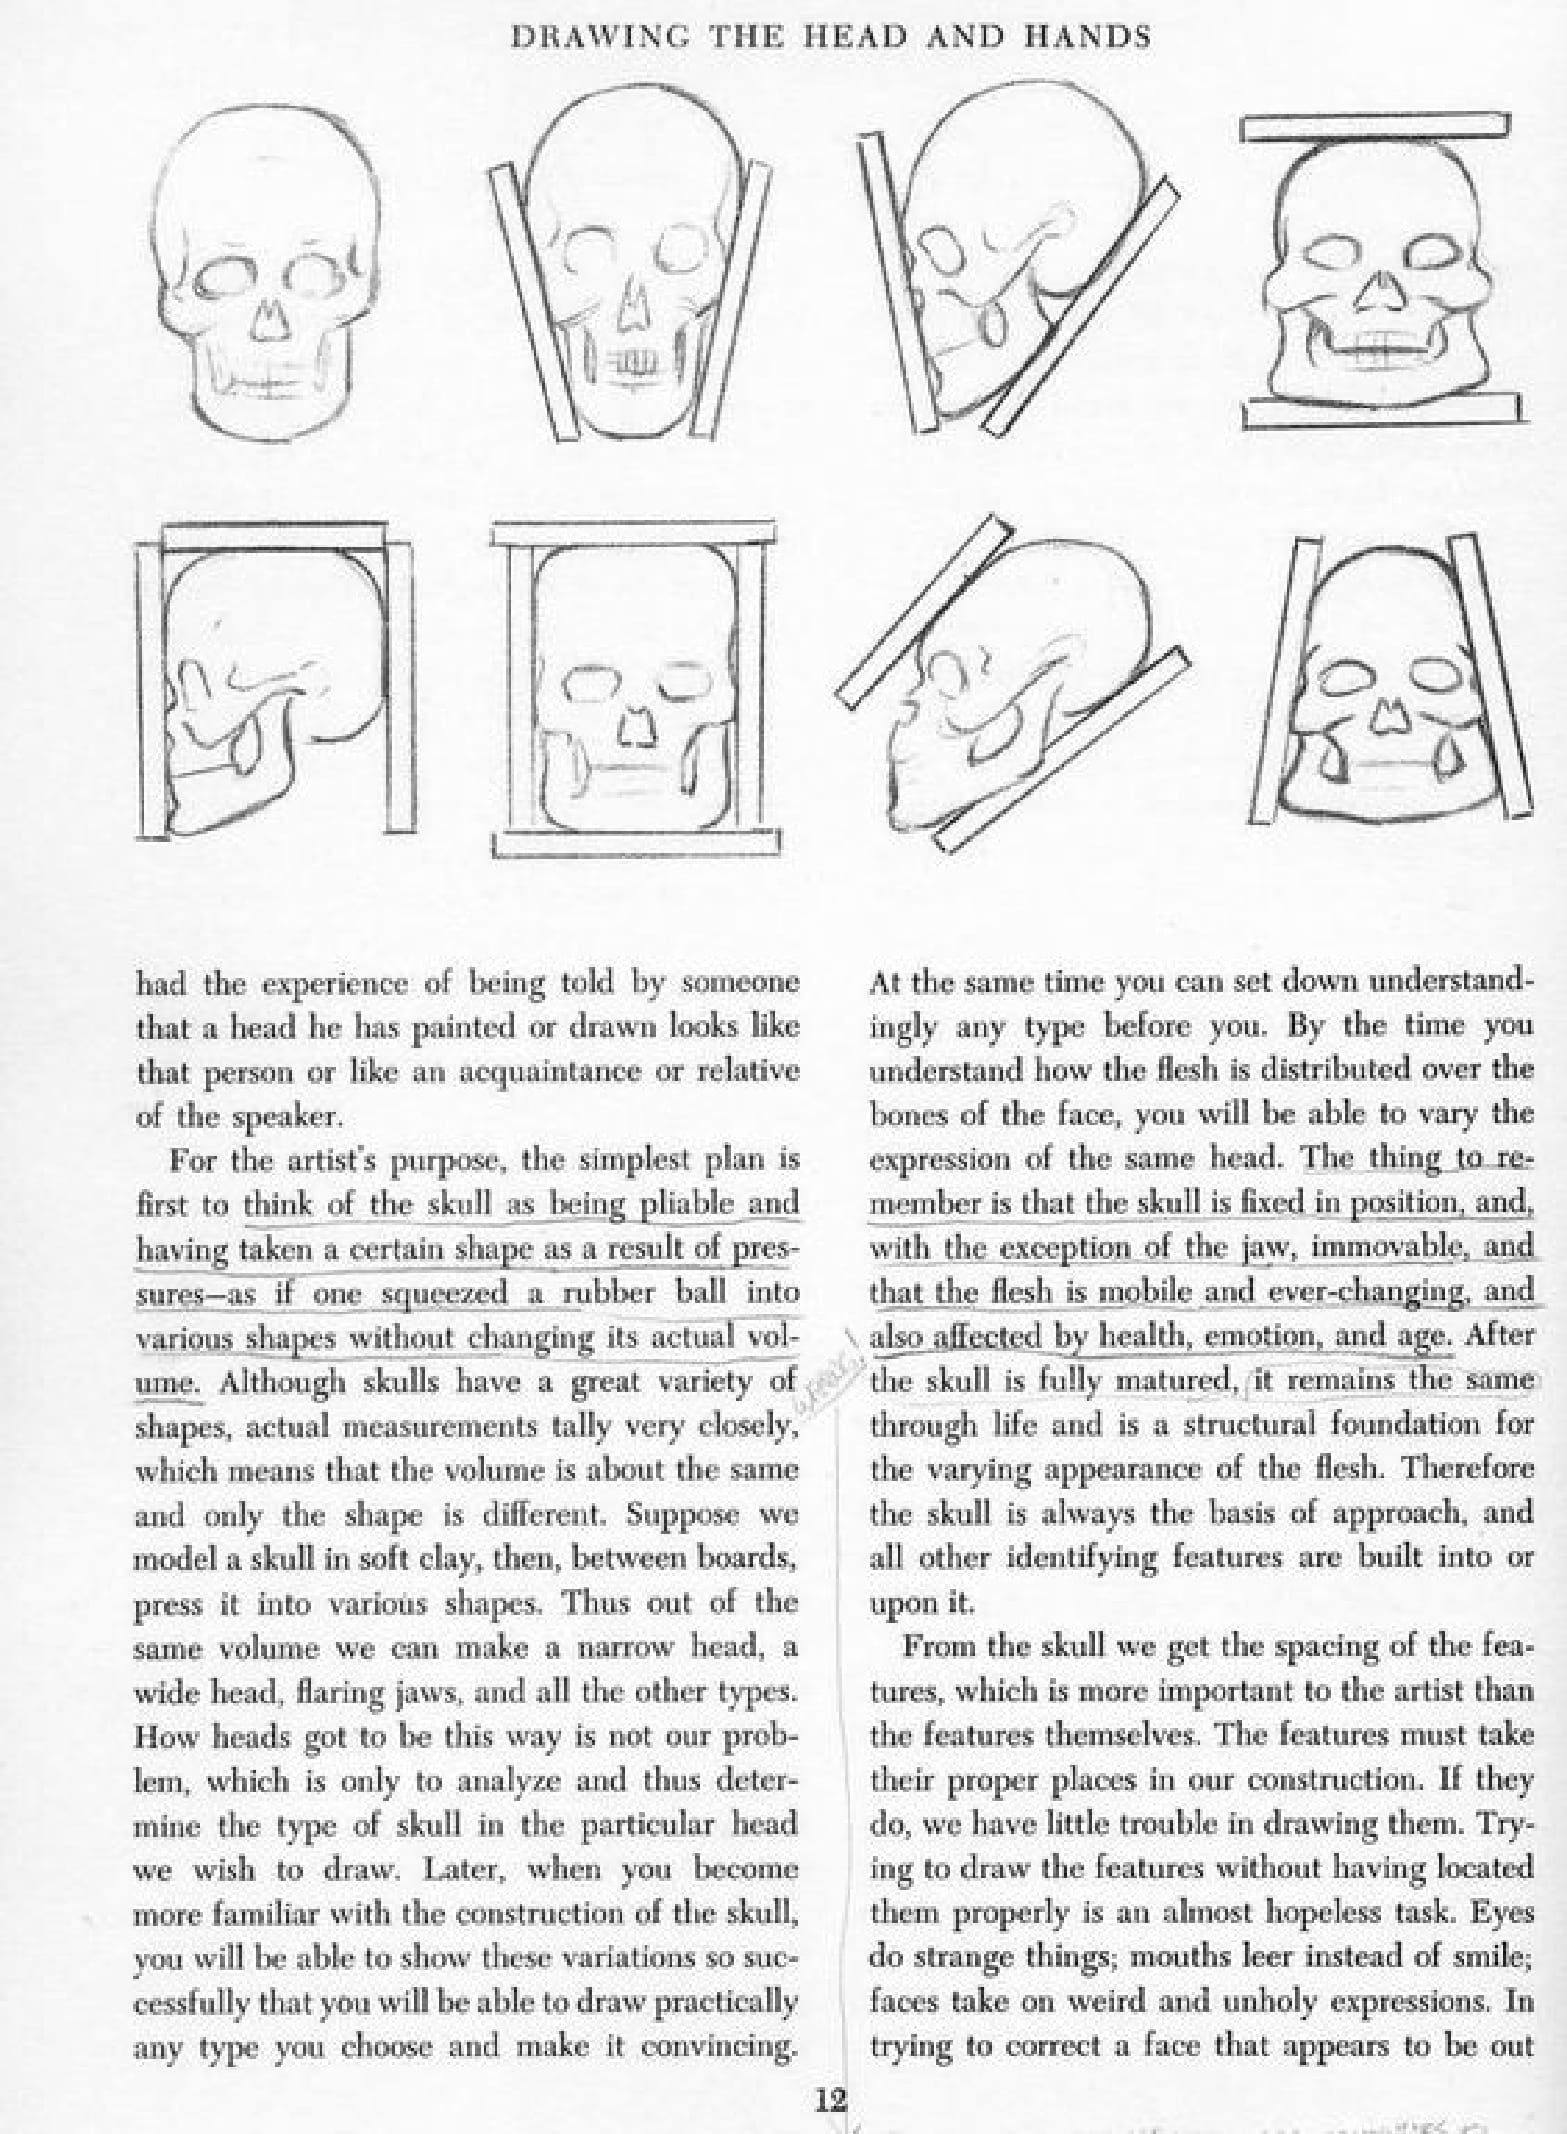 DRAWING THE HEAD AND HANDS
had the experience of being told by someone
that a head he has painted or drawn looks like
that person or like an acquaintance or relative
of the speaker.
For the artist's purpose, the simplest plan is
first to think of the skull as being pliable and
having taken a certain shape as a result of pres-
sures—as if one squeezed a rubber ball into
various shapes without changing its actual vol-
ume. Although skulls have a great variety of
shapes, actual measurements tally very closely,
which means that the volume is about the same
and only the shape is different. Suppose we
model a skull in soft clay, then, between boards,
press it into various shapes. Thus out of the
same volume we can make a narrow head, a
wide head, flaring jaws, and all the other types.
How heads got to be this way is not our prob-
lem, which is only to analyze and thus deter-
mine the type of skull in the particular head
we wish to draw. Later, when you become
more familiar with the construction of the skull,
you will be able to show these variations so suc-
cessfully that you will be able to draw practically
any type you choose and make it convincing.
At the same time you can set down understand-
ingly any type before you. By the time you
understand how the flesh is distributed over the
bones of the face, you will be able to vary the
expression of the same head. The thing to re-
member is that the skull is fixed in position, and,
with the exception of the jaw, immovable, and
that the flesh is mobile and ever-changing, and
also affected by health, emotion, and age. After
the skull is fully matured, it remains the same
through life and is a structural foundation for
the varying appearance of the flesh. Therefore
the skull is always the basis of approach, and
all other identifying features are built into or
upon it.
From the skull we get the spacing of the fea-
tures, which is more important to the artist than
the features themselves. The features must take
their proper places in our construction. If they
do, we have little trouble in drawing them. Try-
ing to draw the features without having located
them properly is an almost hopeless task. Eyes
do strange things; mouths leer instead of smile;
faces take on weird and unholy expressions. In
trying to correct a face that appears to be out
12